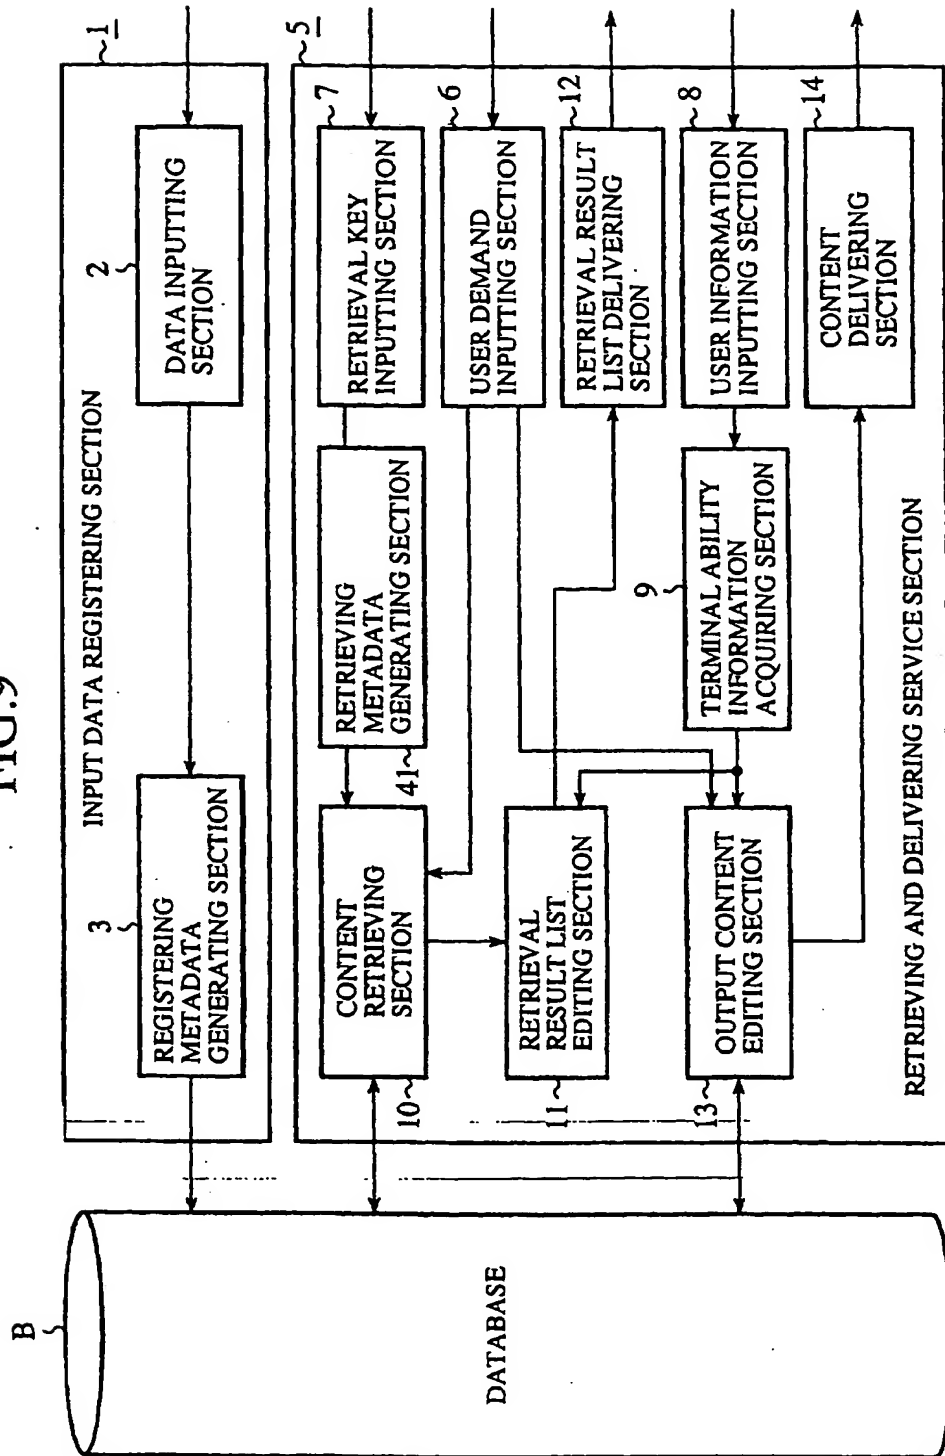 FIG.9
B
DATABASE
INPUT DATA REGISTERING SECTION
1
3
REGISTERING
METADATA
GENERATING SECTION
2
DATA INPUTTING
SECTION
5
10
CONTENT
RETRIEVING
SECTION
41
RETRIEVING
METADATA
GENERATING SECTION
7
RETRIEVAL KEY
INPUTTING SECTION
6
USER DEMAND
INPUTTING SECTION
11
RETRIEVAL
RESULT LIST
EDITING SECTION
12
RETRIEVAL RESULT
LIST DELIVERING
SECTION
13
OUTPUT CONTENT
EDITING SECTION
9
TERMINAL ABILITY
INFORMATION
ACQUIRING SECTION
8
USER INFORMATION
INPUTTING SECTION
14
CONTENT
DELIVERING
SECTION
RETRIEVING AND DELIVERING SERVICE SECTION